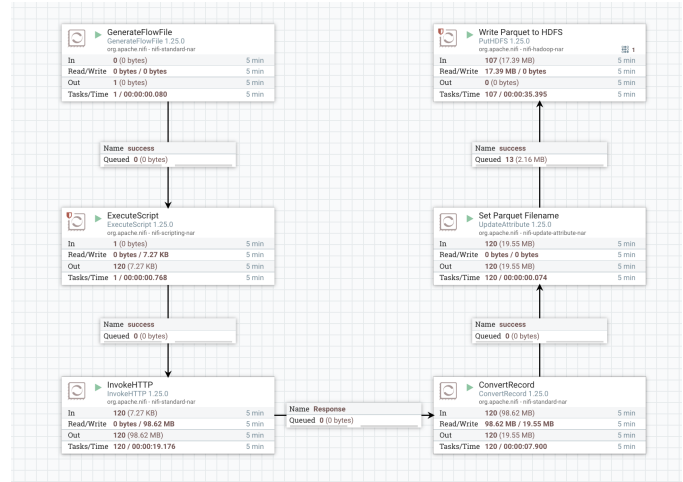 GenerateFlowFile
GenerateFlowFile 1.25.0
org.apache.nifi - nifi-standard-nar
In 0 (0 bytes) 5 min
Read/Write 0 bytes / 0 bytes 5 min
Out 1 (0 bytes) 5 min
Tasks/Time 1 / 00:00:00.080 5 min
Name success
Queued 0 (0 bytes)
ExecuteScript
ExecuteScript 1.25.0
org.apache.nifi - nifi-scripting-nar
In 1 (0 bytes) 5 min
Read/Write 0 bytes / 7.27 KB 5 min
Out 120 (7.27 KB) 5 min
Tasks/Time 1 / 00:00:00.768 5 min
Name success
Queued 0 (0 bytes)
InvokeHTTP
InvokeHTTP 1.25.0
org.apache.nifi - nifi-standard-nar
In 120 (7.27 KB) 5 min
Read/Write 0 bytes / 98.62 MB 5 min
Out 120 (98.62 MB) 5 min
Tasks/Time 120 / 00:00:19.176 5 min
Name Response
Queued 0 (0 bytes)
ConvertRecord
ConvertRecord 1.25.0
org.apache.nifi - nifi-standard-nar
In 120 (98.62 MB) 5 min
Read/Write 98.62 MB / 19.55 MB 5 min
Out 120 (19.55 MB) 5 min
Tasks/Time 120 / 00:00:07.900 5 min
Name success
Queued 0 (0 bytes)
Set Parquet Filename
UpdateAttribute 1.25.0
org.apache.nifi - nifi-update-attribute-nar
In 120 (19.55 MB) 5 min
Read/Write 0 bytes / 0 bytes 5 min
Out 120 (19.55 MB) 5 min
Tasks/Time 120 / 00:00:00.074 5 min
Name success
Queued 13 (2.16 MB)
Write Parquet to HDFS
PutHDFS 1.25.0
org.apache.nifi - nifi-hadoop-nar 1
In 107 (17.39 MB) 5 min
Read/Write 17.39 MB / 0 bytes 5 min
Out 0 (0 bytes) 5 min
Tasks/Time 107 / 00:00:35.395 5 min